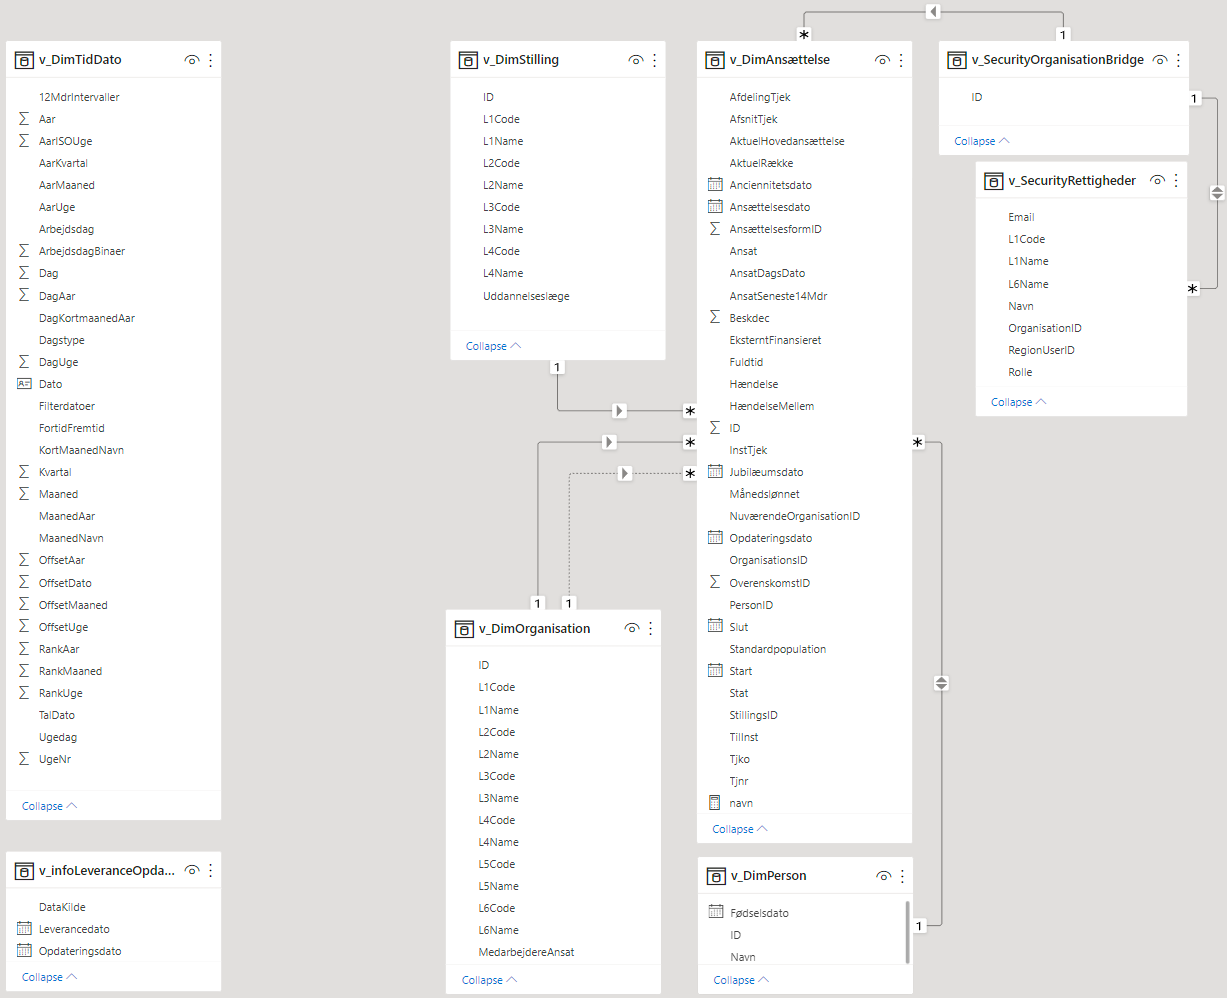 v_DimTidDato
12MdrIntervaller
Aar
AarISOUge
AarKvartal
AarMaaned
AarUge
Arbejdsdag
ArbejdsdagBinaer
Dag
DagAar
DagKortmaanedAar
Dagstype
DagUge
Dato
Filterdatoer
FortidFremtid
KortMaanedNavn
Kvartal
Maaned
MaanedAar
MaanedNavn
OffsetAar
OffsetDato
OffsetMaaned
OffsetUge
RankAar
RankMaaned
RankUge
TalDato
Ugedag
UgeNr
Collapse
v_infoLeveranceOpda...
DataKilde
Leverancedato
Opdateringsdato
Collapse
v_DimStilling
ID
L1Code
L1Name
L2Code
L2Name
L3Code
L3Name
L4Code
L4Name
Uddannelseslæge
Collapse
1
*
*
*
1
1
v_DimOrganisation
ID
L1Code
L1Name
L2Code
L2Name
L3Code
L3Name
L4Code
L4Name
L5Code
L5Name
L6Code
L6Name
MedarbejdereAnsat
Collapse
*
v_DimAnsættelse
AfdelingTjek
AfsnitTjek
AktuelHovedansættelse
AktuelRække
Anciennitetsdato
Ansættelsesdato
AnsættelsesformID
Ansat
AnsatDagsDato
AnsatSeneste14Mdr
Beskdec
EksterntFinansieret
Fuldtid
Hændelse
HændelseMellem
ID
InstTjek
Jubilæumsdato
Månedslønnet
NuværendeOrganisationID
Opdateringsdato
OrganisationsID
OverenskomstID
PersonID
Slut
Standardpopulation
Start
Stat
StillingsID
TilInst
Tjko
Tjnr
navn
Collapse
*
v_DimPerson
Fødselsdato
ID
Navn
Collapse
1
1
v_SecurityOrganisationBridge
ID
Collapse
1
v_SecurityRettigheder
Email
L1Code
L1Name
L6Name
Navn
OrganisationID
RegionUserID
Rolle
Collapse
*